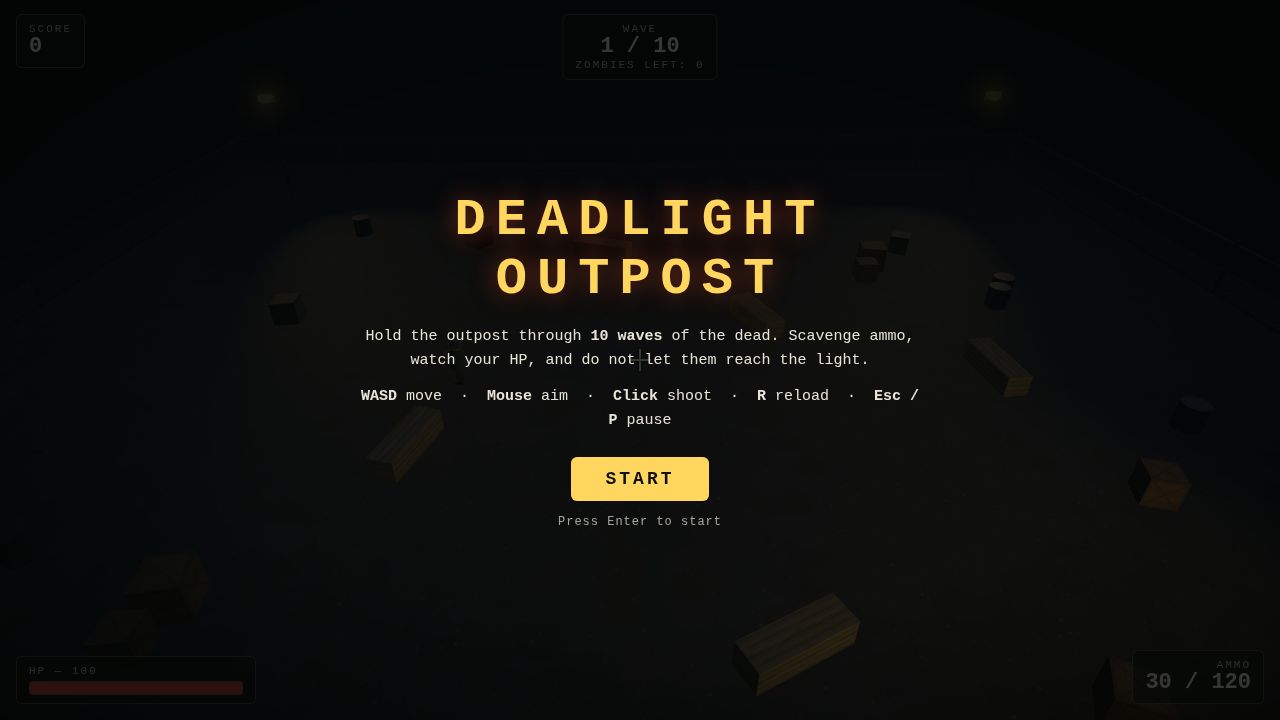 SCORE
0
WAVE
1 / 10
ZOMBIES LEFT: 0
DEADLIGHT
OUTPOST
Hold the outpost through 10 waves of the dead. Scavenge ammo,
watch your HP, and do not let them reach the light.
WASD move · Mouse aim · Click shoot · R reload · Esc /
P pause
START
Press Enter to start
HP — 100
AMMO
30 / 120